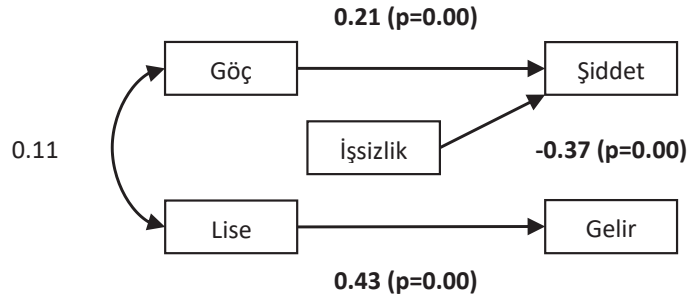 0.21 (p=0.00)
Göç
Şiddet
0.11
İşsizlik
-0.37 (p=0.00)
Lise
Gelir
0.43 (p=0.00)